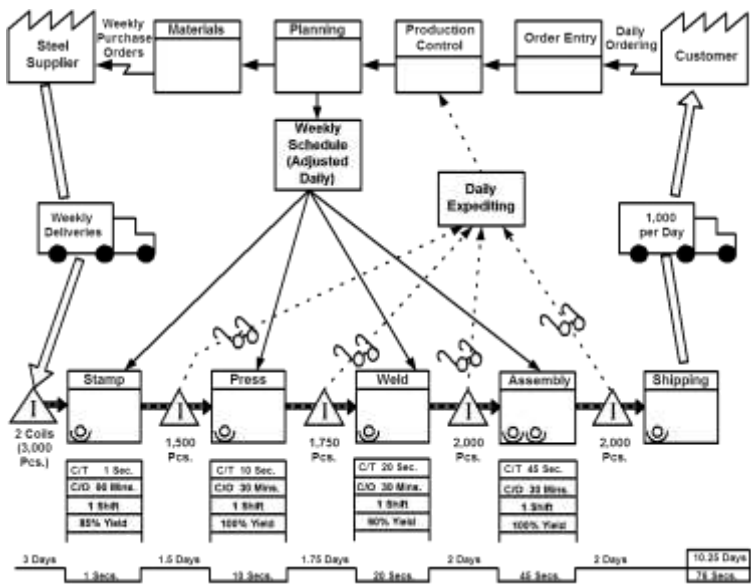 Steel
Supplier
Weekly
Purchase
Orders
Materials
Planning
Production
Control
Order Entry
Daily
Ordering
Customer
Weekly
Schedule
(Adjusted
Daily)
Daily
Expediting
Weekly
Deliveries
1,000
per Day
Stamp
Press
Weld
Assembly
Shipping
I
I
I
I
I
2 Coils
(3,000
Pcs.)
1,500
Pcs.
1,750
Pcs.
2,000
Pcs.
2,000
Pcs.
C/T 1 Sec.
C/O 60 Mins.
1 Shift
85% Yield
C/T 10 Sec.
C/O 30 Mins.
1 Shift
100% Yield
C/T 20 Sec.
C/O 30 Mins.
1 Shift
C/T 45 Sec.
C/O 30 Mins.
1 Shift
100% Yield
3 Days
1 Secs.
1.5 Days
10 Secs.
1.75 Days
20 Secs.
2 Days
45 Secs.
2 Days
10.25 Days
76 Secs.